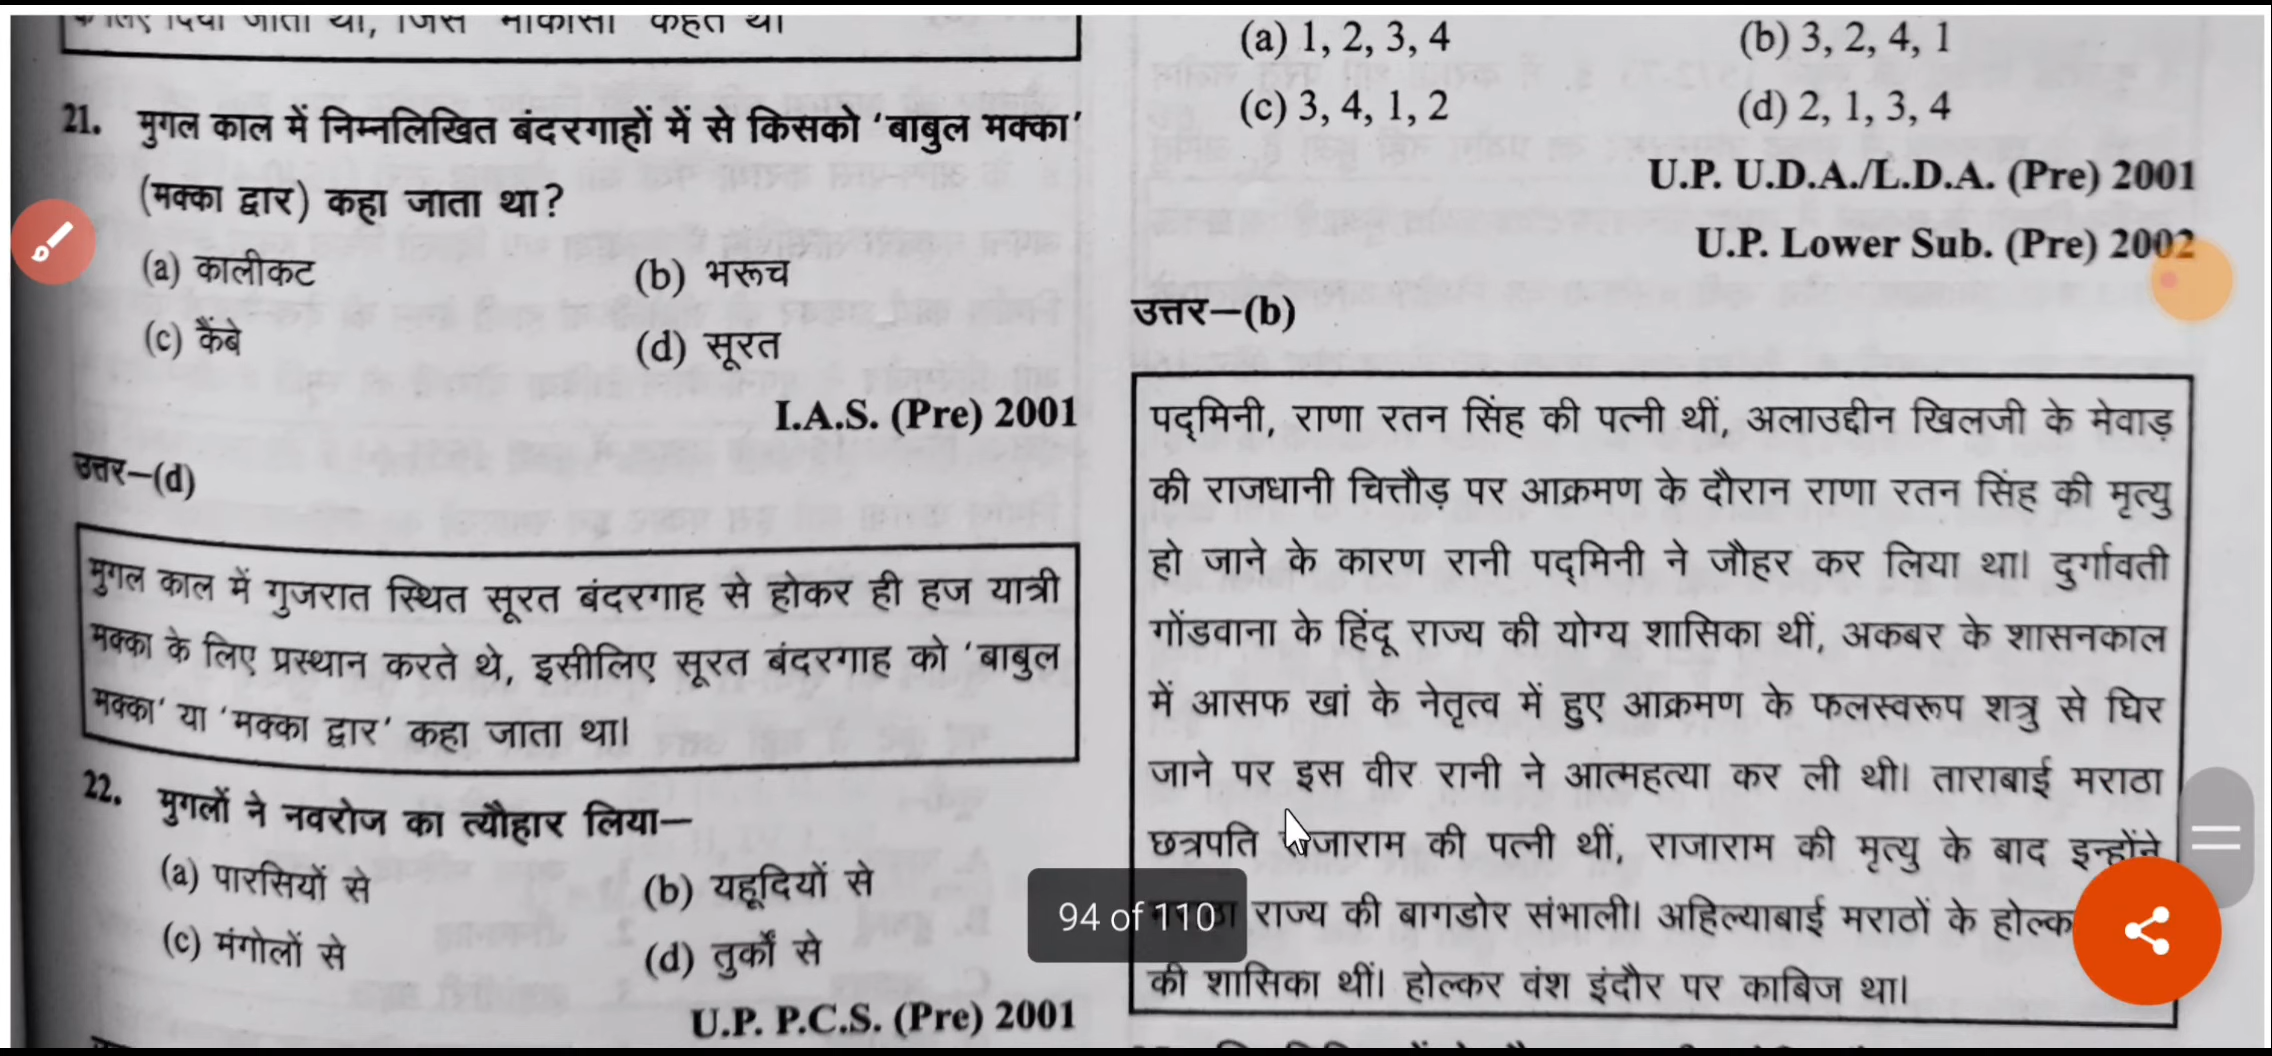 के लिए दिया जाता था, जिसे मोकासा कहते थे।
21. मुगल काल में निम्नलिखित बंदरगाहों में से किसको ‘बाबुल मक्का’
(मक्का द्वार) कहा जाता था?
(a) कालीकट (b) भरूच
(c) कैंबे (d) सूरत
I.A.S. (Pre) 2001
उत्तर–(d)
मुगल काल में गुजरात स्थित सूरत बंदरगाह से होकर ही हज यात्री
मक्का के लिए प्रस्थान करते थे, इसीलिए सूरत बंदरगाह को ‘बाबुल
मक्का’ या ‘मक्का द्वार’ कहा जाता था।
22. मुगलों ने नवरोज का त्यौहार लिया–
(a) पारसियों से (b) यहूदियों से
(c) मंगोलों से (d) तुर्कों से
U.P. P.C.S. (Pre) 2001
(a) 1, 2, 3, 4 (b) 3, 2, 4, 1
(c) 3, 4, 1, 2 (d) 2, 1, 3, 4
U.P. U.D.A./L.D.A. (Pre) 2001
U.P. Lower Sub. (Pre) 2002
उत्तर–(b)
पद्मिनी, राणा रतन सिंह की पत्नी थीं, अलाउद्दीन खिलजी के मेवाड़
की राजधानी चित्तौड़ पर आक्रमण के दौरान राणा रतन सिंह की मृत्यु
हो जाने के कारण रानी पद्मिनी ने जौहर कर लिया था। दुर्गावती
गोंडवाना के हिंदू राज्य की योग्य शासिका थीं, अकबर के शासनकाल
में आसफ खां के नेतृत्व में हुए आक्रमण के फलस्वरूप शत्रु से घिर
जाने पर इस वीर रानी ने आत्महत्या कर ली थी। ताराबाई मराठा
छत्रपति राजाराम की पत्नी थीं, राजाराम की मृत्यु के बाद इन्होंने
मराठा राज्य की बागडोर संभाली। अहिल्याबाई मराठों के होल्क
की शासिका थीं। होल्कर वंश इंदौर पर काबिज था।
94 of 110